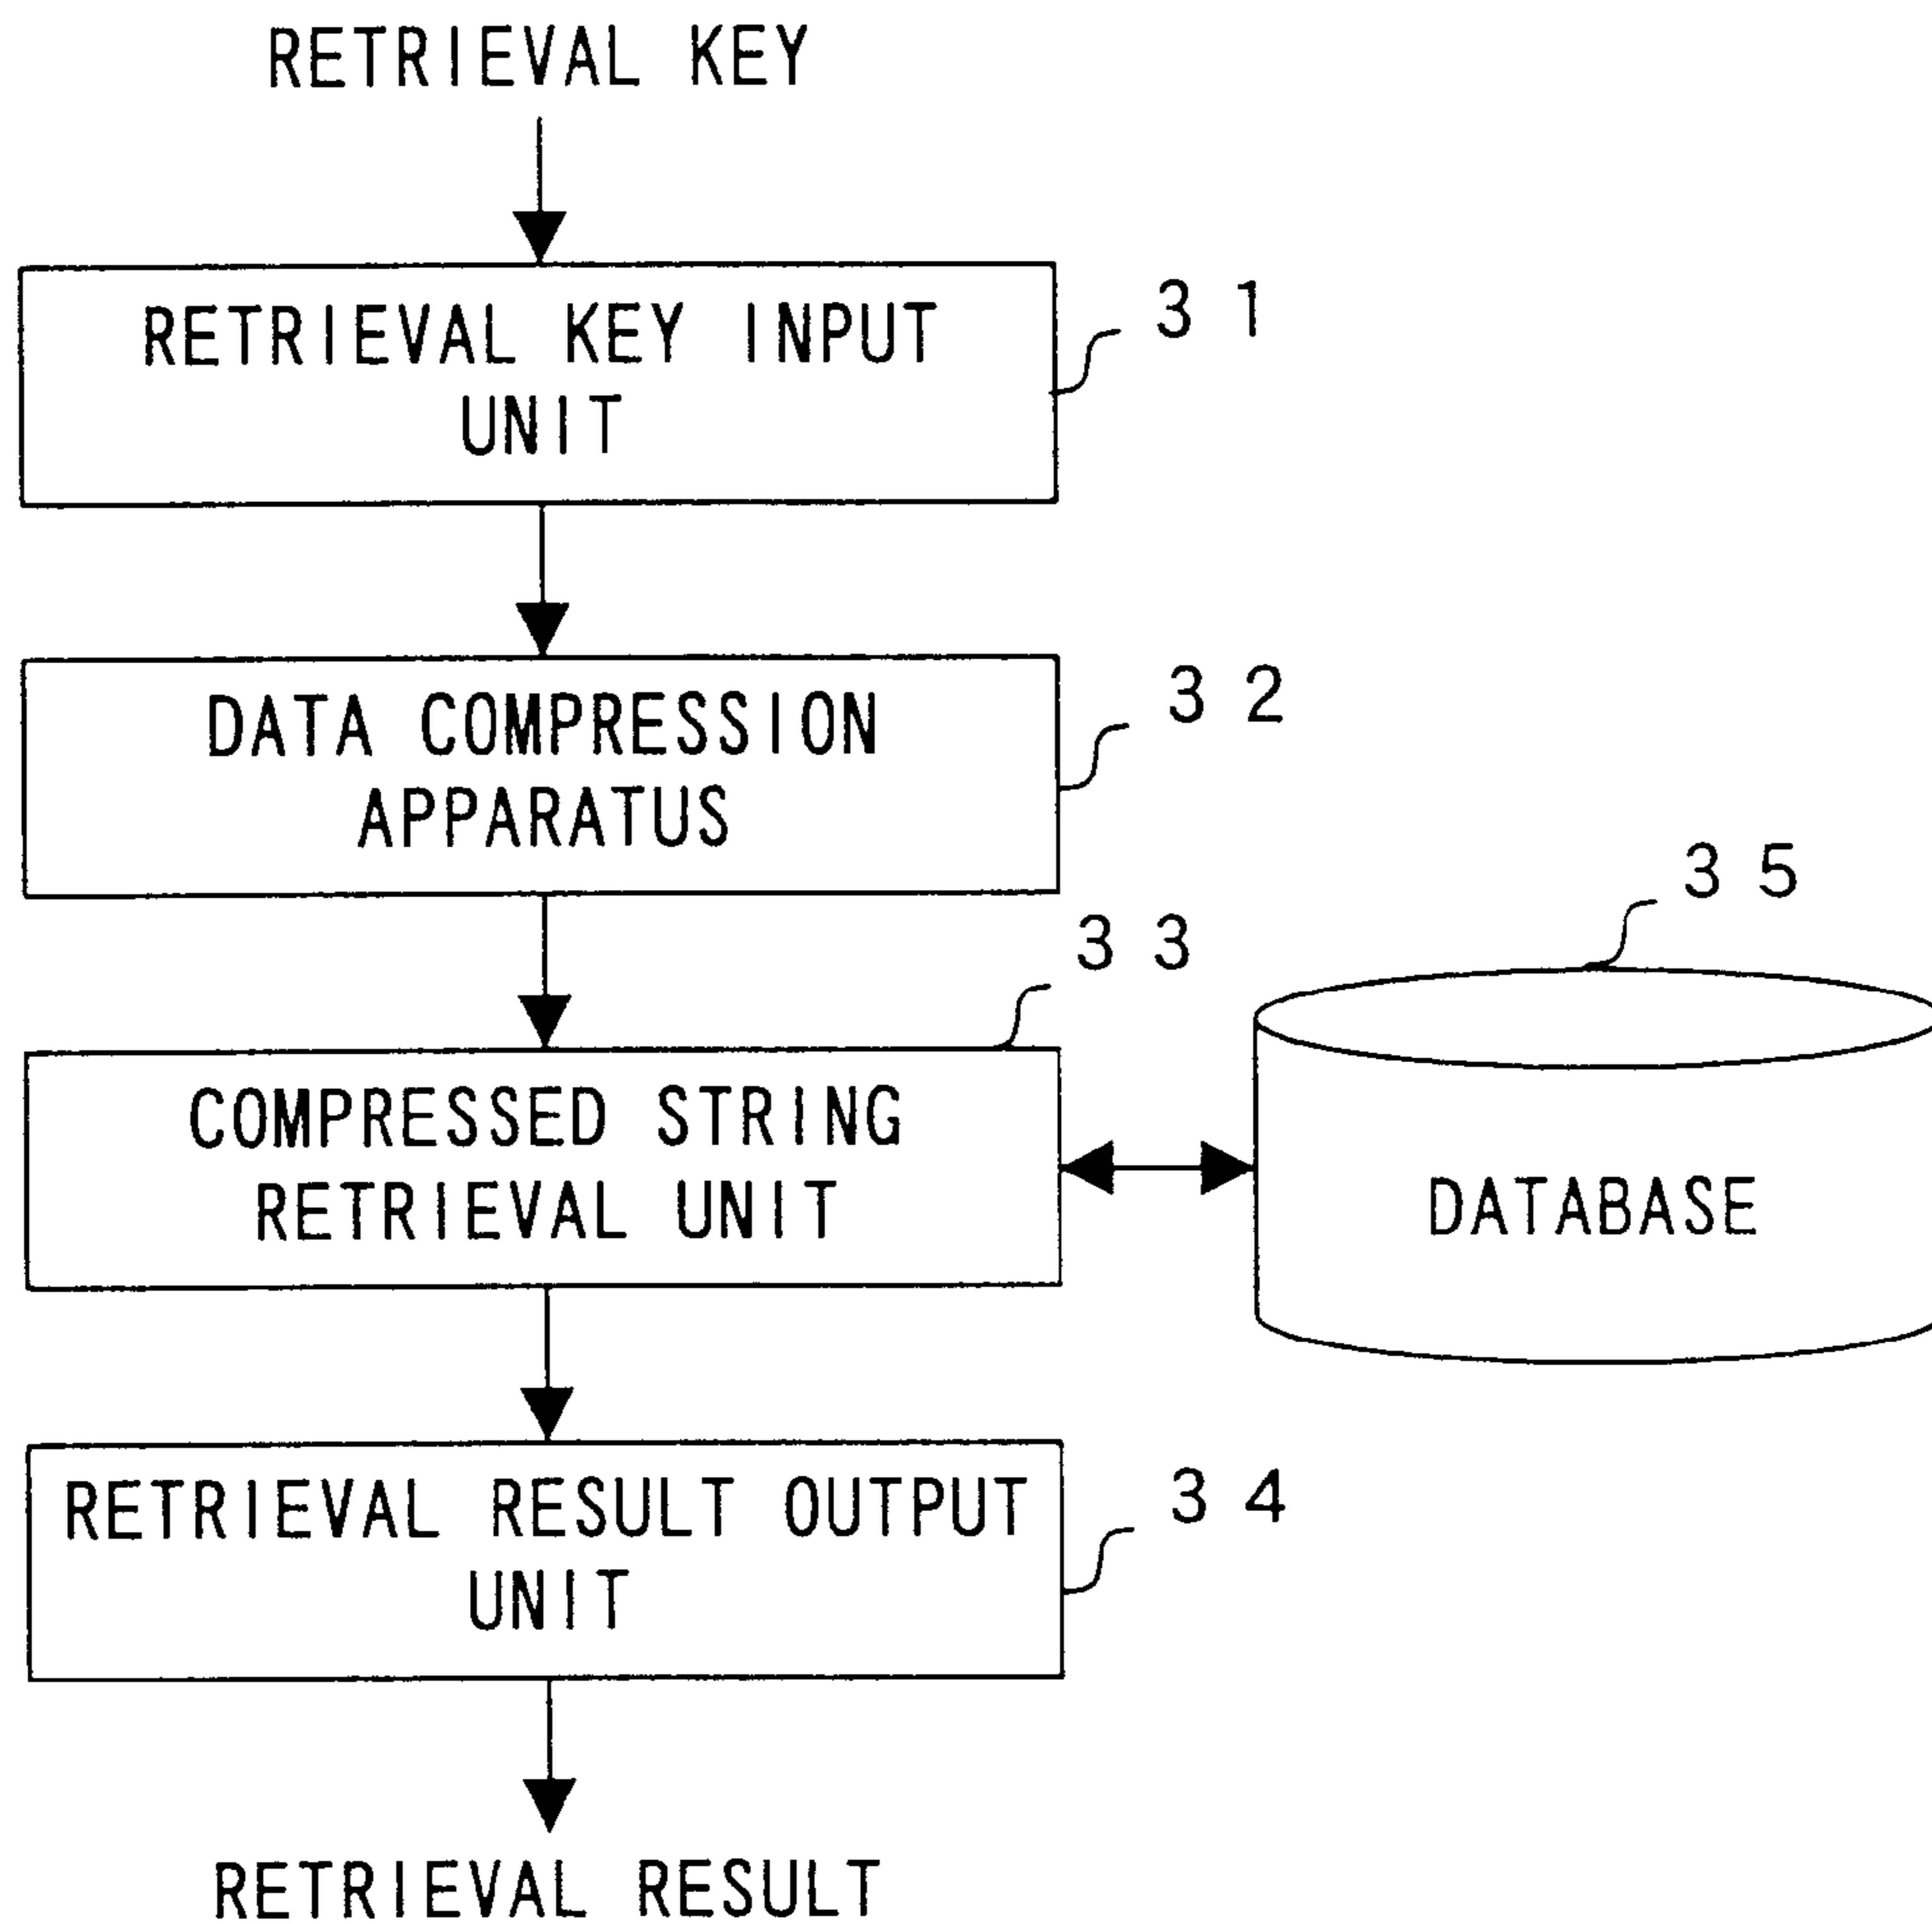 RETRIEVAL KEY
RETRIEVAL KEY INPUT
UNIT
3 1
DATA COMPRESSION
APPARATUS
3 2
3 3
3 5
COMPRESSED STRING
RETRIEVAL UNIT
DATABASE
RETRIEVAL RESULT OUTPUT
UNIT
3 4
RETRIEVAL RESULT